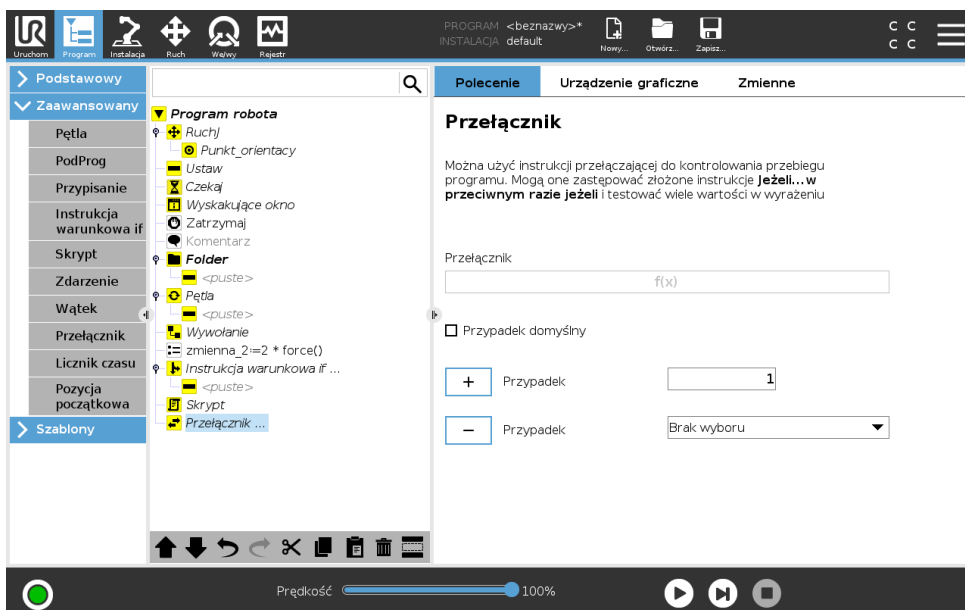 UR
PROGRAM <beznazwy>*
INSTALACJA default
C C
C C
Uruchom Program Instalacja Ruch We/wy Rejestr Nowy... Otwórz... Zapisz...
Podstawowy
Zaawansowany
Pętla
PodProg
Przypisanie
Instrukcja
warunkowa if
Skrypt
Zdarzenie
Wątek
Przełącznik
Licznik czasu
Pozycja
początkowa
Szablony
Program robota
RuchJ
Punkt_orientacy
Ustaw
Czekaj
Wyskakujące okno
Zatrzymaj
Komentarz
Folder
<puste>
Pętla
<puste>
Wywołanie
zmienna_2≔2 * force()
Instrukcja warunkowa if ...
<puste>
Skrypt
Przełącznik ...
Polecenie Urządzenie graficzne Zmienne
Przełącznik
Można użyć instrukcji przełączającej do kontrolowania przebiegu
programu. Mogą one zastępować złożone instrukcje Jeżeli...w
przeciwnym razie jeżeli i testować wiele wartości w wyrażeniu
Przełącznik
f(x)
Przypadek domyślny
+ Przypadek 1
− Przypadek Brak wyboru
Prędkość 100%